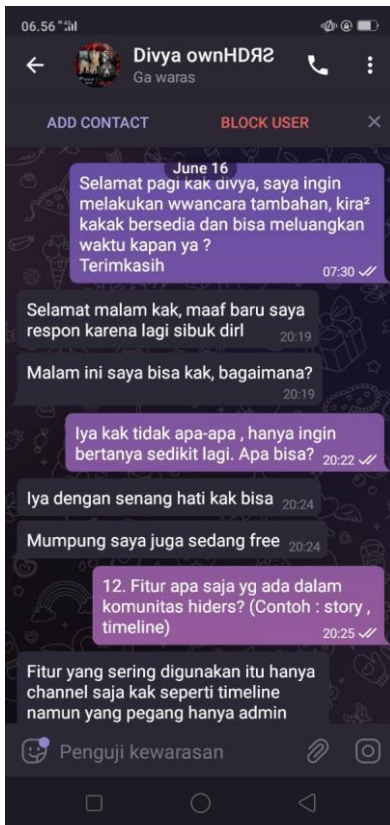 06.56
Divya ownHDЯƧ
Ga waras
ADD CONTACT
BLOCK USER
June 16
Selamat pagi kak divya, saya ingin
melakukan wwancara tambahan, kira²
kakak bersedia dan bisa meluangkan
waktu kapan ya ?
Terimkasih
07:30
Selamat malam kak, maaf baru saya
respon karena lagi sibuk dirl
20:19
Malam ini saya bisa kak, bagaimana?
20:19
Iya kak tidak apa-apa , hanya ingin
bertanya sedikit lagi. Apa bisa?
20:22
Iya dengan senang hati kak bisa
20:24
Mumpung saya juga sedang free
20:24
12. Fitur apa saja yg ada dalam
komunitas hiders? (Contoh : story ,
timeline)
20:25
Fitur yang sering digunakan itu hanya
channel saja kak seperti timeline
namun yang pegang hanya admin
Penguji kewarasan